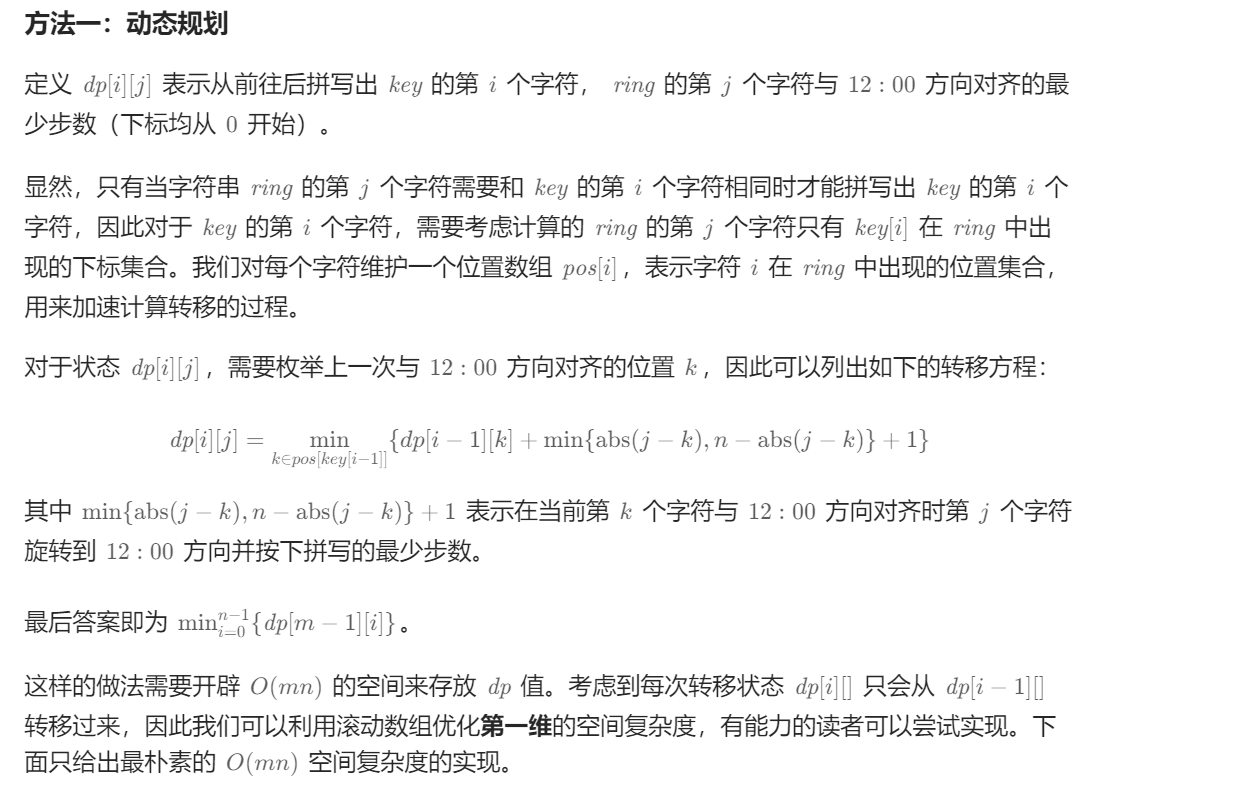 方法一：动态规划
定义 dp[i][j] 表示从前往后拼写出 key 的第 i 个字符， ring 的第 j 个字符与 12 : 00 方向对齐的最
少步数（下标均从 0 开始）。
显然，只有当字符串 ring 的第 j 个字符需要和 key 的第 i 个字符相同时才能拼写出 key 的第 i 个
字符，因此对于 key 的第 i 个字符，需要考虑计算的 ring 的第 j 个字符只有 key[i] 在 ring 中出
现的下标集合。我们对每个字符维护一个位置数组 pos[i]，表示字符 i 在 ring 中出现的位置集合，
用来加速计算转移的过程。
对于状态 dp[i][j]，需要枚举上一次与 12 : 00 方向对齐的位置 k，因此可以列出如下的转移方程：
dp[i][j] = min_{k∈pos[key[i−1]]} {dp[i − 1][k] + min{abs(j − k), n − abs(j − k)} + 1}
其中 min{abs(j − k), n − abs(j − k)} + 1 表示在当前第 k 个字符与 12 : 00 方向对齐时第 j 个字符
旋转到 12 : 00 方向并按下拼写的最少步数。
最后答案即为 min_{i=0}^{n−1}{dp[m − 1][i]}。
这样的做法需要开辟 O(mn) 的空间来存放 dp 值。考虑到每次转移状态 dp[i][] 只会从 dp[i − 1][]
转移过来，因此我们可以利用滚动数组优化第一维的空间复杂度，有能力的读者可以尝试实现。下
面只给出最朴素的 O(mn) 空间复杂度的实现。